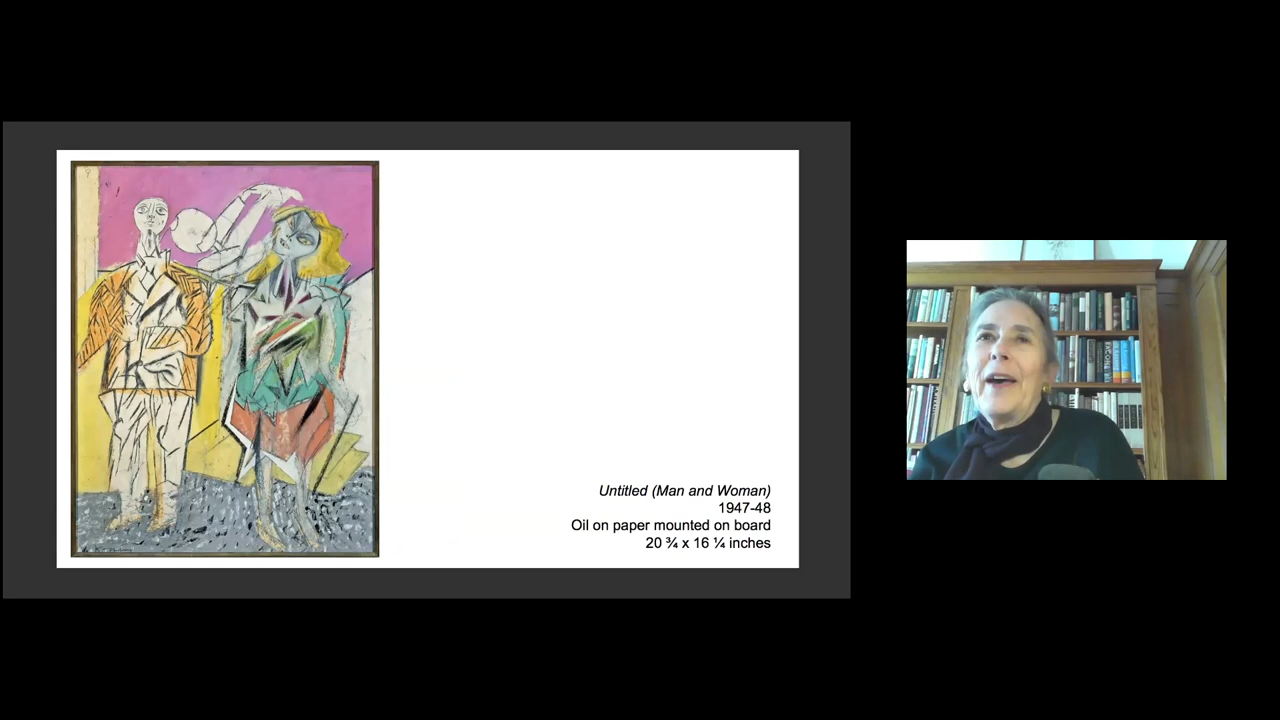 Untitled (Man and Woman)
1947-48
Oil on paper mounted on board
20 ¾ x 16 ¼ inches